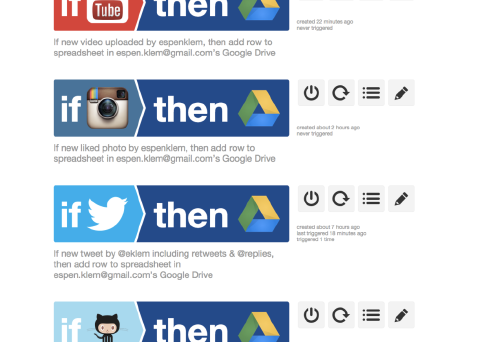 if Tube then
created 22 minutes ago
never triggered
If new video uploaded by espenklem, then add row to
spreadsheet in espen.klem@gmail.com's Google Drive
if then
created about 2 hours ago
never triggered
If new liked photo by espenklem, then add row to
spreadsheet in espen.klem@gmail.com's Google Drive
if then
created about 7 hours ago
last triggered 18 minutes ago
triggered 1 time
If new tweet by @eklem including retweets & @replies,
then add row to spreadsheet in
espen.klem@gmail.com's Google Drive
if then